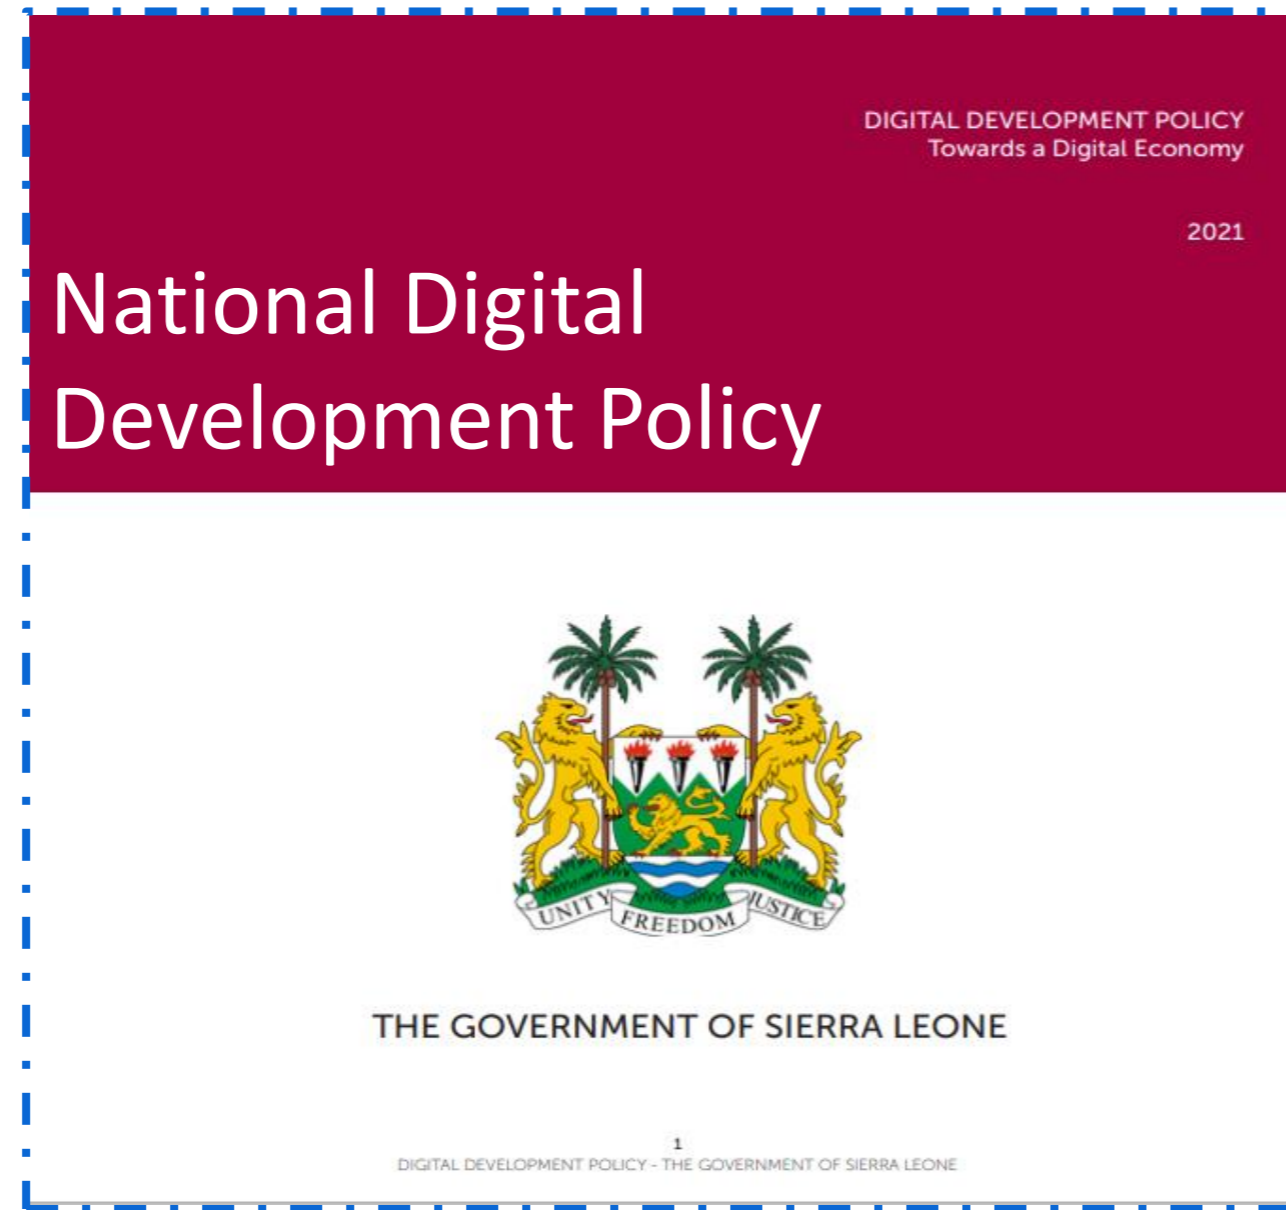 DIGITAL DEVELOPMENT POLICY
Towards a Digital Economy
2021
National Digital
Development Policy
UNITY FREEDOM JUSTICE
THE GOVERNMENT OF SIERRA LEONE
1
DIGITAL DEVELOPMENT POLICY - THE GOVERNMENT OF SIERRA LEONE